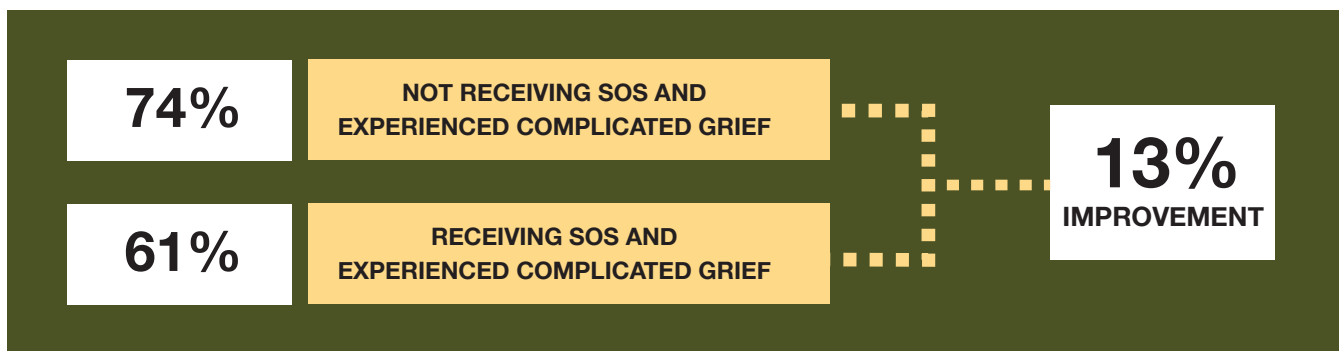 74%
NOT RECEIVING SOS AND
EXPERIENCED COMPLICATED GRIEF
61%
RECEIVING SOS AND
EXPERIENCED COMPLICATED GRIEF
13%
IMPROVEMENT